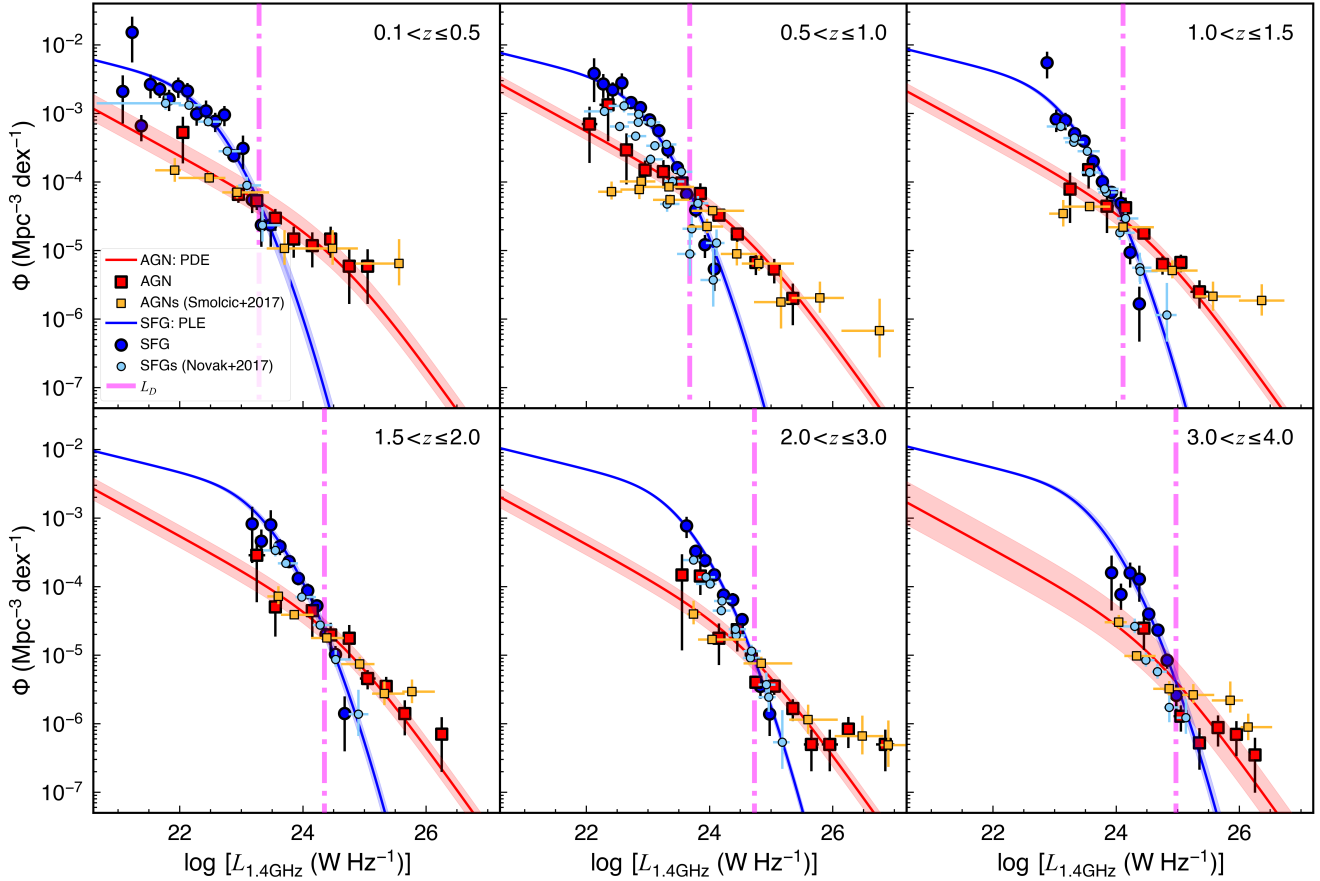 0.1<z≤0.5
0.5<z≤1.0
1.0<z≤1.5
10⁻²
10⁻³
10⁻⁴
10⁻⁵
10⁻⁶
10⁻⁷
Φ (Mpc⁻³ dex⁻¹)
AGN: PDE
AGN
AGNs (Smolcic+2017)
SFG: PLE
SFG
SFGs (Novak+2017)
L_D
1.5<z≤2.0
2.0<z≤3.0
3.0<z≤4.0
10⁻²
10⁻³
10⁻⁴
10⁻⁵
10⁻⁶
10⁻⁷
Φ (Mpc⁻³ dex⁻¹)
22 24 26
22 24 26
22 24 26
log [L₁.₄GHz (W Hz⁻¹)]
log [L₁.₄GHz (W Hz⁻¹)]
log [L₁.₄GHz (W Hz⁻¹)]